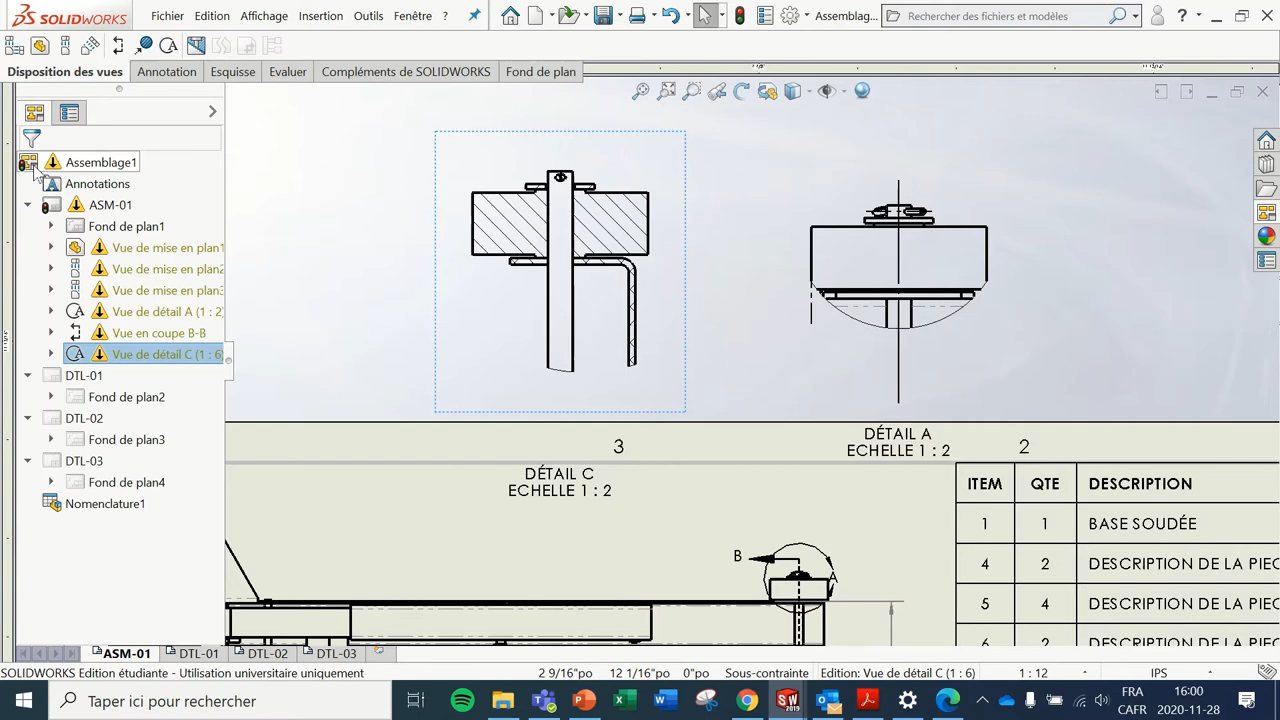 SOLIDWORKS
Fichier Edition Affichage Insertion Outils Fenêtre ? Assemblag... Rechercher des fichiers et modèles ?
Disposition des vues Annotation Esquisse Evaluer Compléments de SOLIDWORKS Fond de plan
Assemblage1
Annotations
ASM-01
Fond de plan1
Vue de mise en plan1
Vue de mise en plan2
Vue de mise en plan3
Vue de détail A (1 : 2)
Vue en coupe B-B
Vue de détail C (1 : 6)
DTL-01
Fond de plan2
DTL-02
Fond de plan3
DTL-03
Fond de plan4
Nomenclature1
3
2
DÉTAIL A
ECHELLE 1 : 2
DÉTAIL C
ECHELLE 1 : 2
B
A
ITEM QTE DESCRIPTION
1 1 BASE SOUDÉE
4 2 DESCRIPTION DE LA PIEC
5 4 DESCRIPTION DE LA PIEC
6 2 DESCRIPTION DE LA PIEC
ASM-01 DTL-01 DTL-02 DTL-03
SOLIDWORKS Edition étudiante - Utilisation universitaire uniquement 2 9/16"po 12 1/16"po 0"po Sous-contrainte Edition: Vue de détail C (1 : 6) 1 : 12 IPS
Taper ici pour rechercher
FRA
CAFR
16:00
2020-11-28